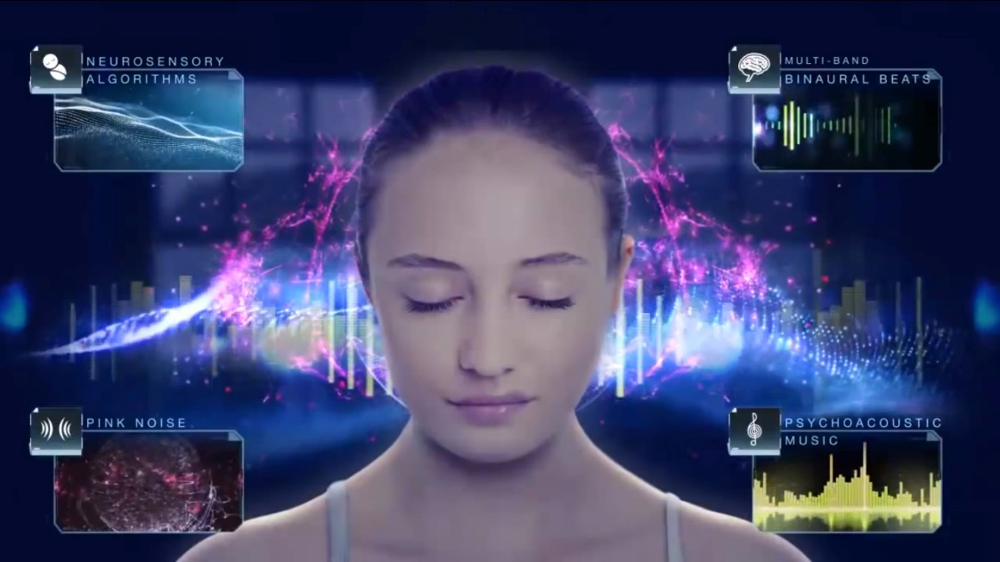 NEUROSENSORY
ALGORITHMS
MULTI-BAND
BINAURAL BEATS
PINK NOISE
PSYCHOACOUSTIC
MUSIC